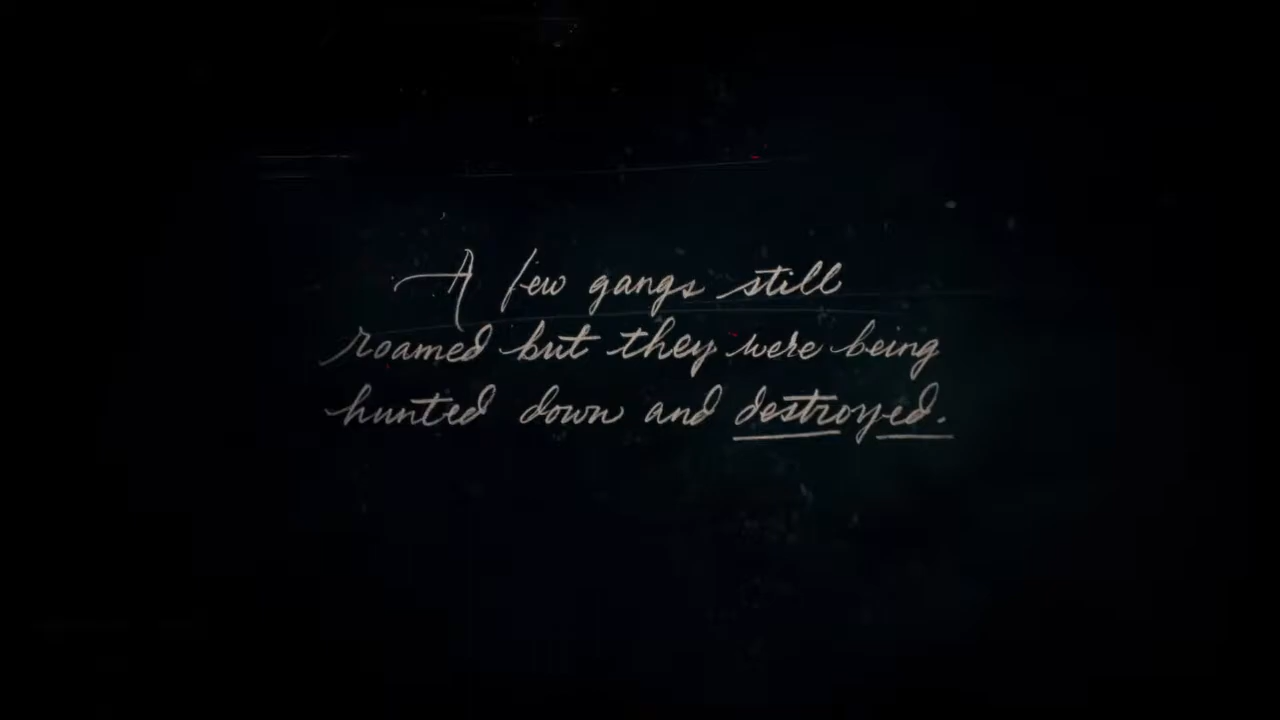 A few gangs still
roamed but they were being
hunted down and destroyed.